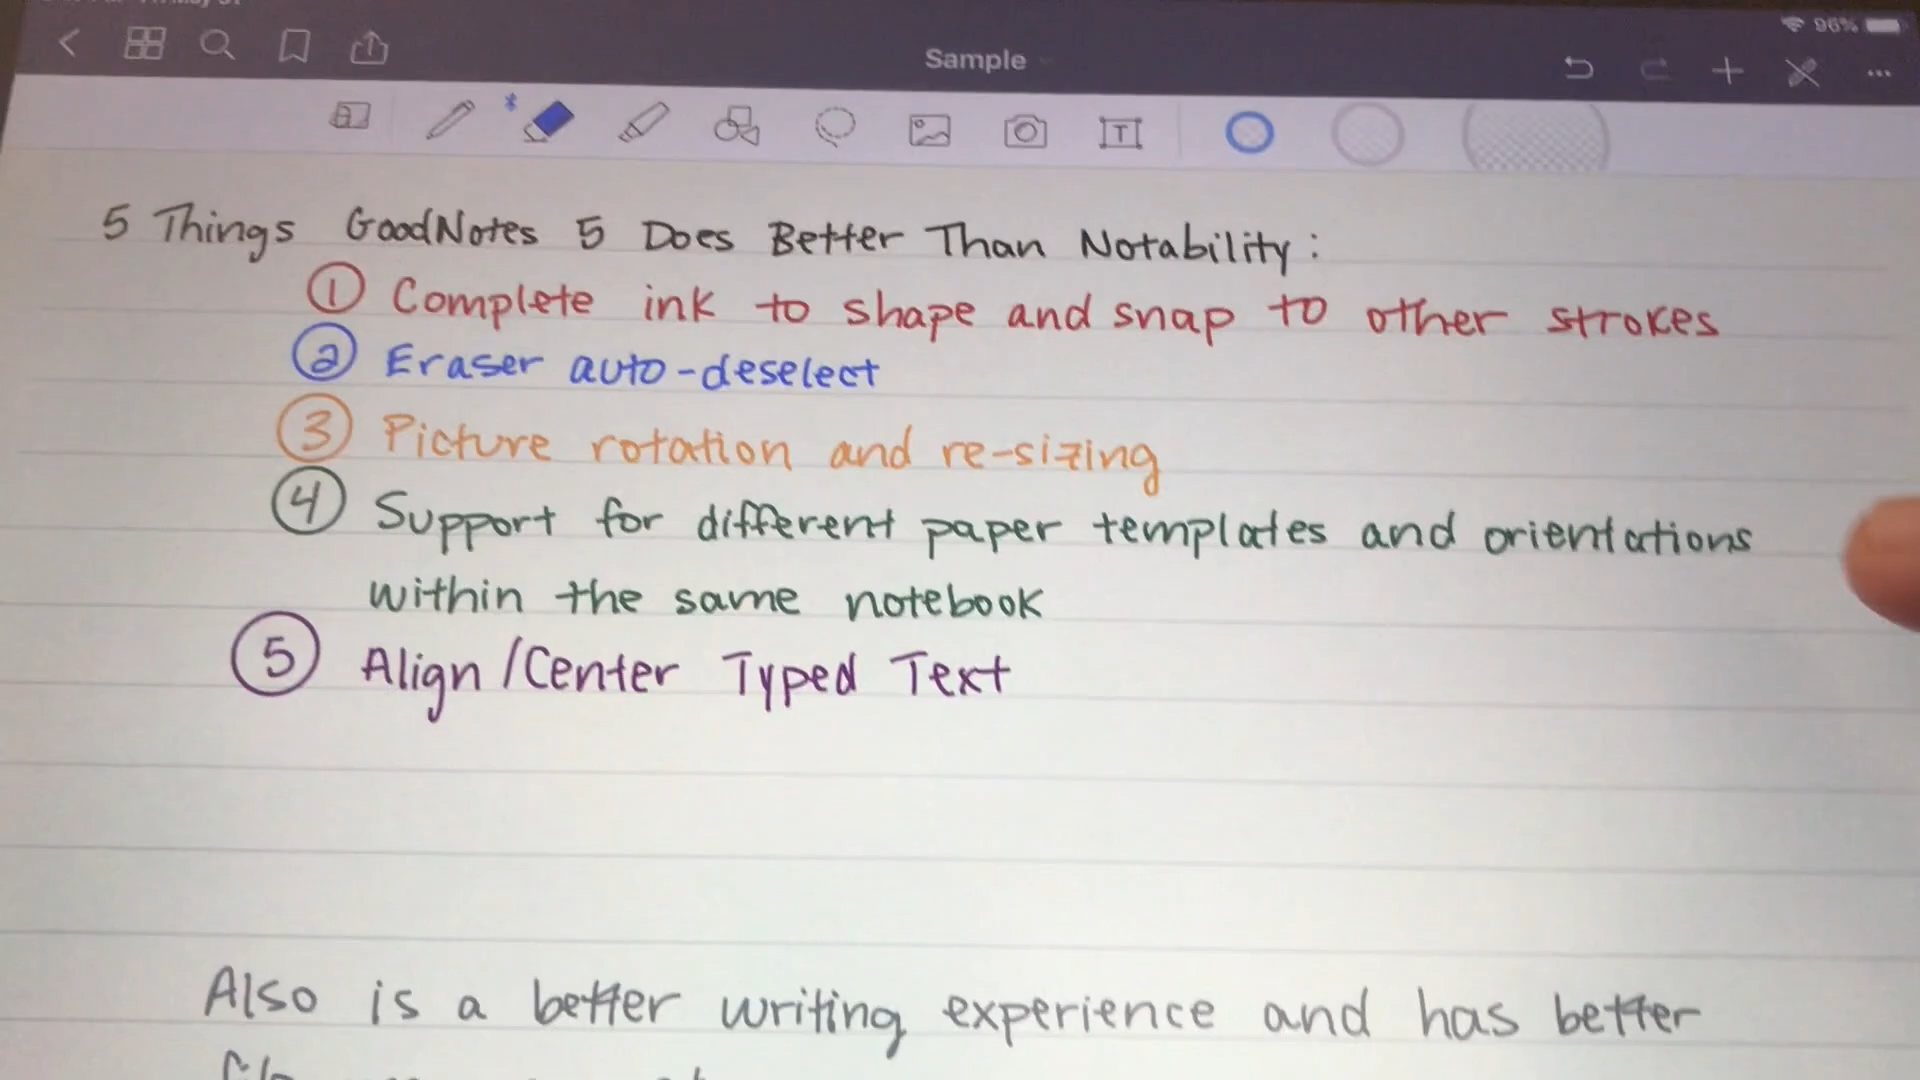 Sample
96%
5 Things GoodNotes 5 Does Better Than Notability:
① Complete ink to shape and snap to other strokes
② Eraser auto-deselect
③ Picture rotation and re-sizing
④ Support for different paper templates and orientations
within the same notebook
⑤ Align/Center Typed Text
Also is a better writing experience and has better